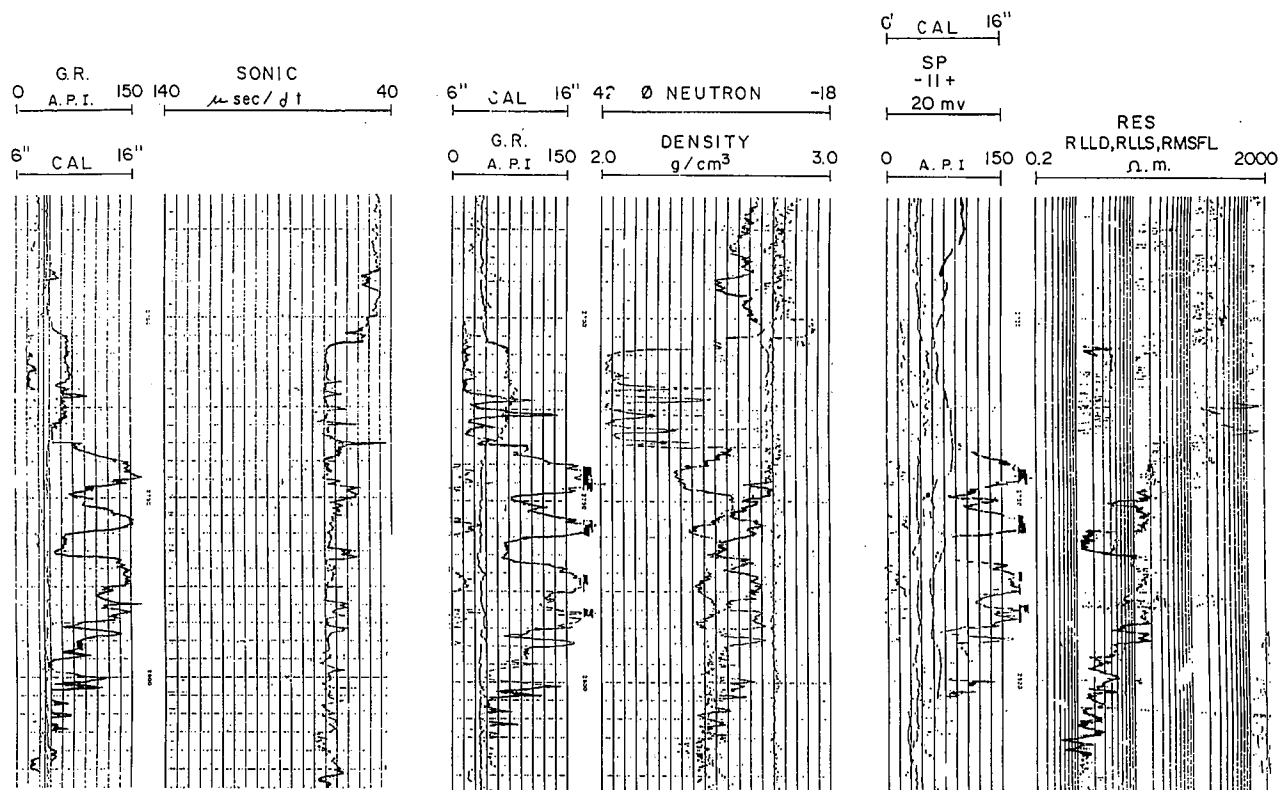 G.R.
0 A.P.I. 150
6" CAL 16"
SONIC
140 µ sec/dt 40
6" CAL 16"
G.R.
0 A.P.I 150
42 Ø NEUTRON -18
DENSITY
2.0 g/cm³ 3.0
CAL 16"
SP
-11+
20 mv
0 A.P.I 150
RES
RLLD,RLLS,RMSFL
0.2 Ω.m. 2000